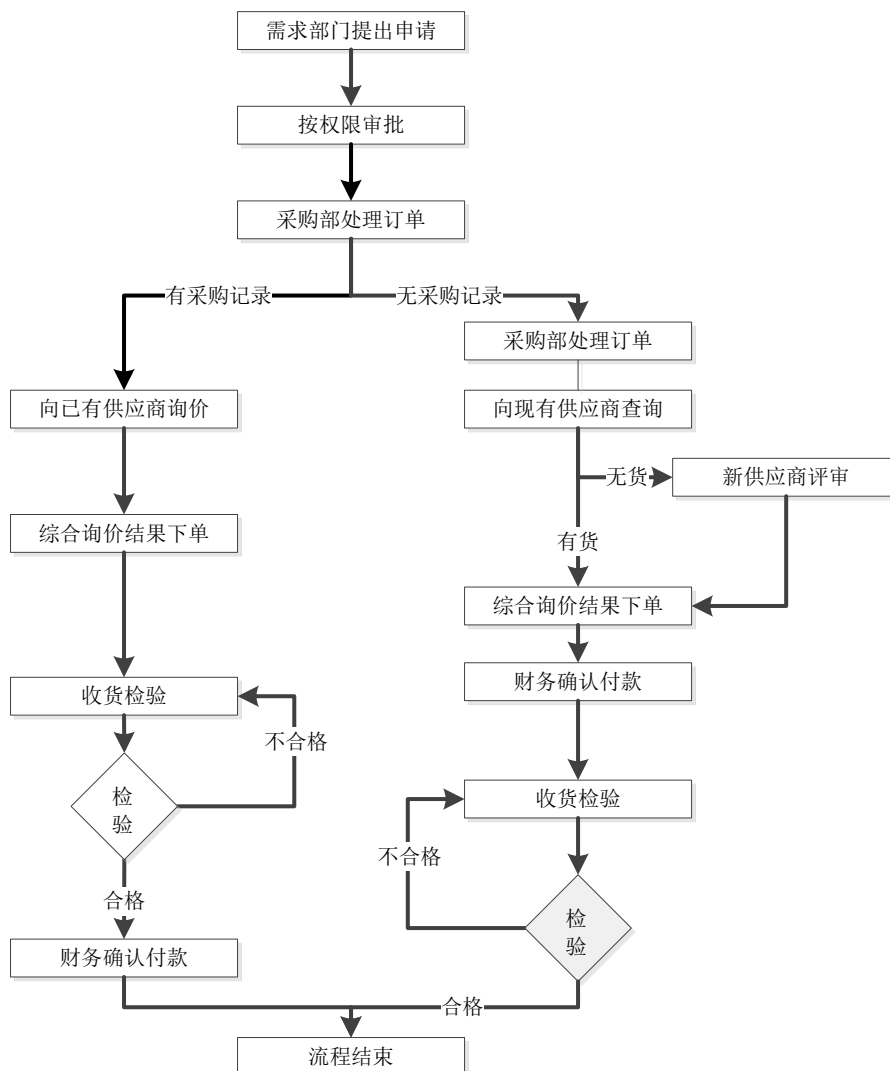 需求部门提出申请
按权限审批
采购部处理订单
有采购记录
无采购记录
采购部处理订单
向已有供应商询价
向现有供应商查询
无货
新供应商评审
综合询价结果下单
有货
综合询价结果下单
财务确认付款
收货检验
不合格
收货检验
检
验
不合格
合格
检
验
财务确认付款
合格
流程结束